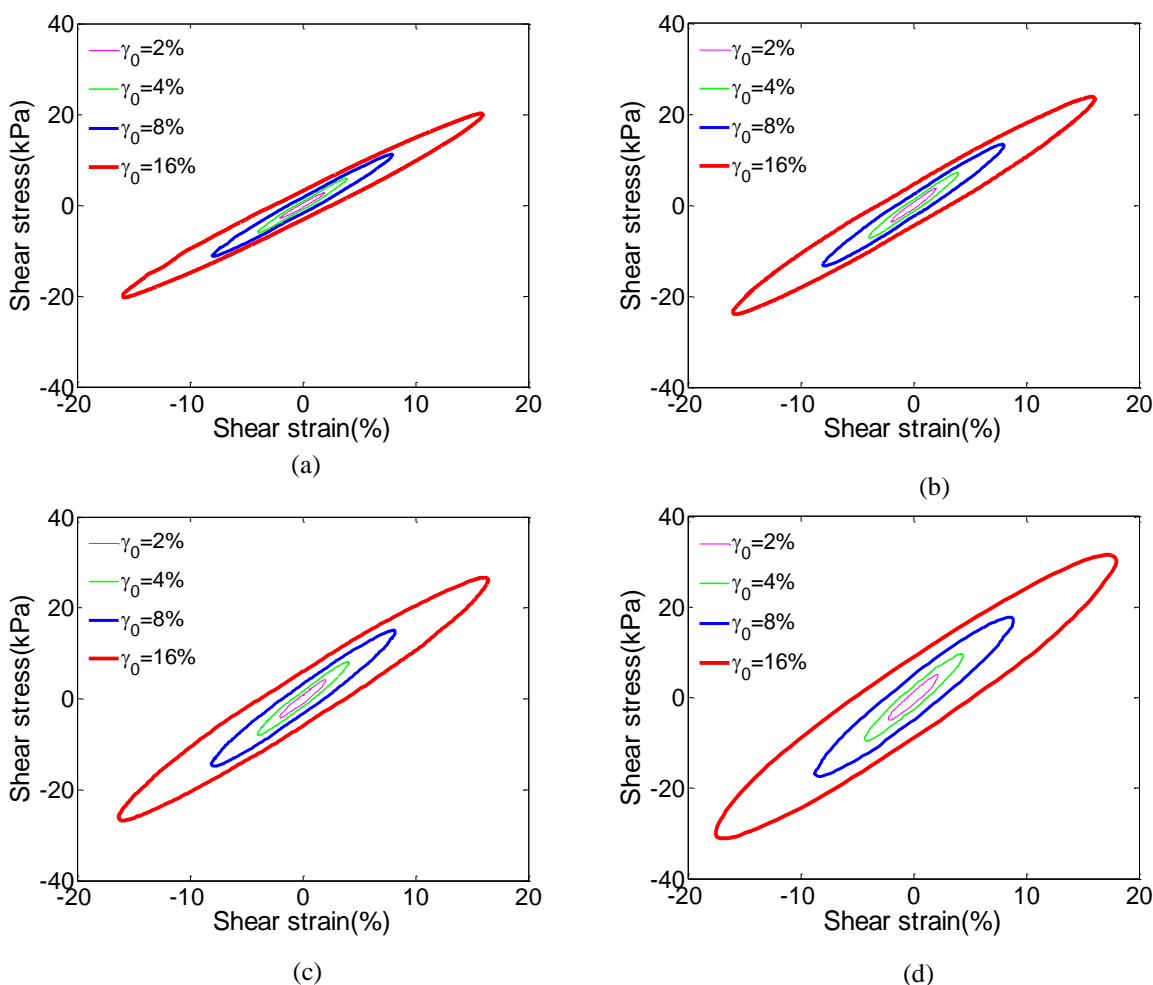 40
20
0
-20
-40
-20
-10
0
10
20
Shear stress(kPa)
Shear strain(%)
γ0=2%
γ0=4%
γ0=8%
γ0=16%
(a)
40
20
0
-20
-40
-20
-10
0
10
20
Shear stress(kPa)
Shear strain(%)
γ0=2%
γ0=4%
γ0=8%
γ0=16%
(b)
40
20
0
-20
-40
-20
-10
0
10
20
Shear stress(kPa)
Shear strain(%)
γ0=2%
γ0=4%
γ0=8%
γ0=16%
(c)
40
20
0
-20
-40
-20
-10
0
10
20
Shear stress(kPa)
Shear strain(%)
γ0=2%
γ0=4%
γ0=8%
γ0=16%
(d)